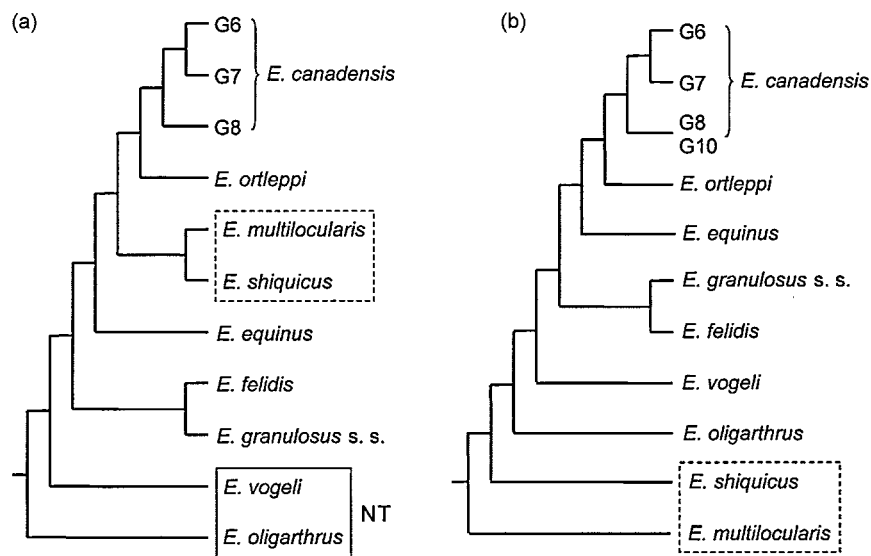 (a)
G6
G7
E. canadensis
G8
E. ortleppi
E. multilocularis
E. shiquicus
E. equinus
E. felidis
E. granulosus s. s.
E. vogeli
NT
E. oligarthrus
(b)
G6
G7
E. canadensis
G8
G10
E. ortleppi
E. equinus
E. granulosus s. s.
E. felidis
E. vogeli
E. oligarthrus
E. shiquicus
E. multilocularis